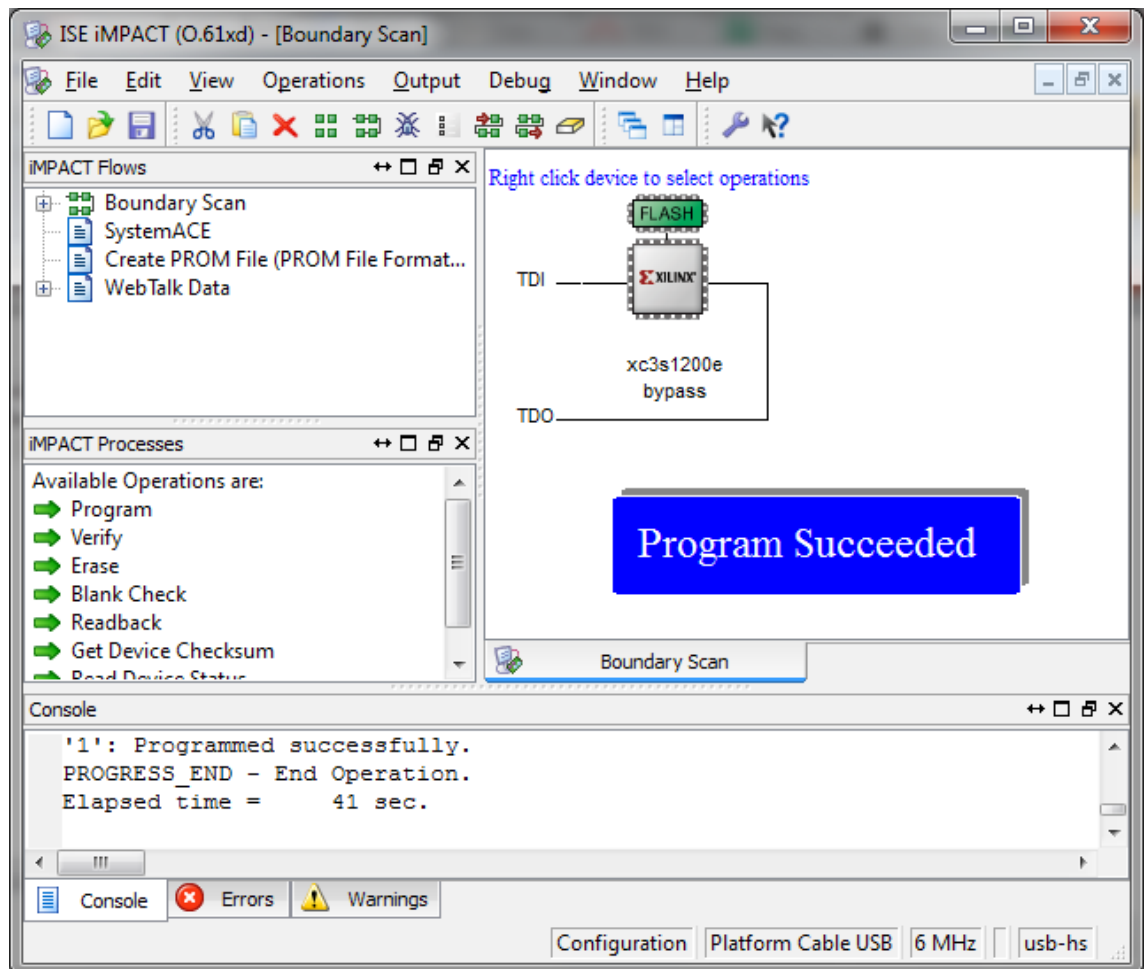 ISE iMPACT (O.61xd) - [Boundary Scan]
File Edit View Operations Output Debug Window Help
iMPACT Flows
Boundary Scan
SystemACE
Create PROM File (PROM File Format...
WebTalk Data
Right click device to select operations
FLASH
TDI
XILINX
xc3s1200e
bypass
TDO
iMPACT Processes
Available Operations are:
Program
Verify
Erase
Blank Check
Readback
Get Device Checksum
Read Device Status
Program Succeeded
Boundary Scan
Console
'1': Programmed successfully.
PROGRESS_END - End Operation.
Elapsed time =     41 sec.
Console Errors Warnings
Configuration Platform Cable USB 6 MHz usb-hs